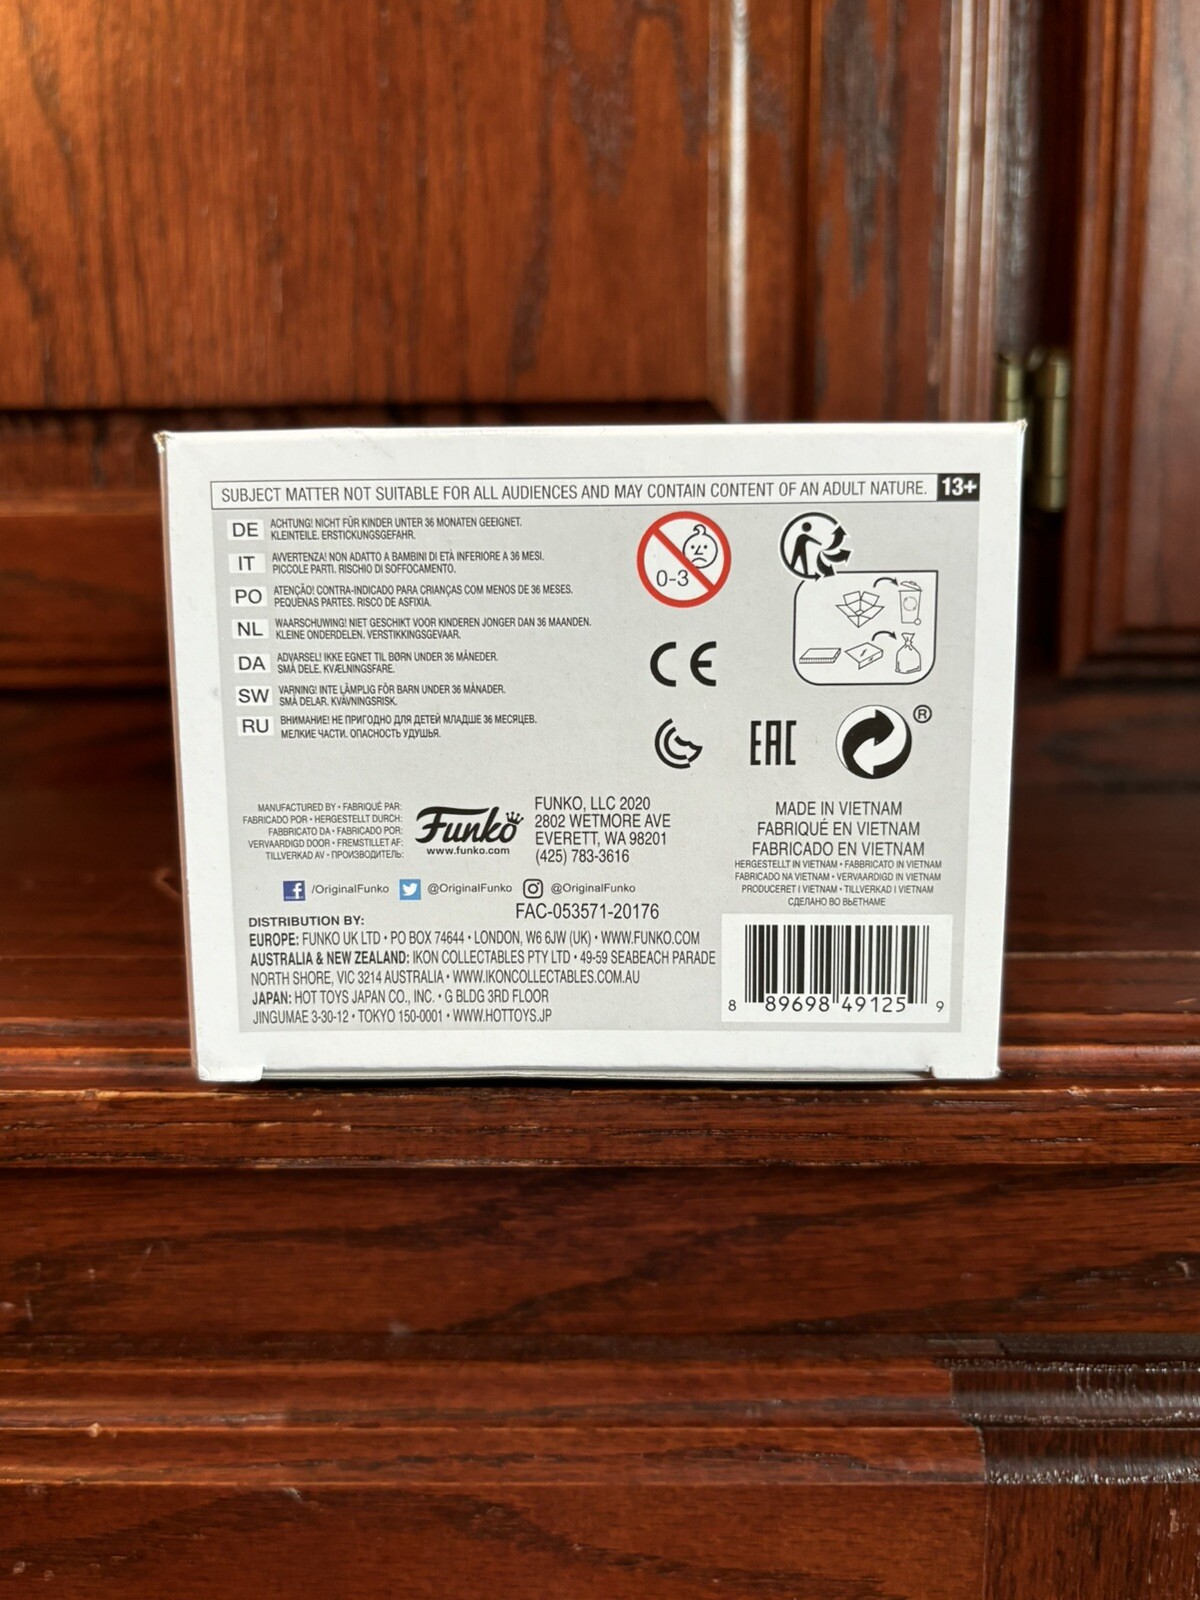 SUBJECT MATTER NOT SUITABLE FOR ALL AUDIENCES AND MAY CONTAIN CONTENT OF AN ADULT NATURE. 13+
DE ACHTUNG! NICHT FÜR KINDER UNTER 36 MONATEN GEEIGNET.
KLEINTEILE. ERSTICKUNGSGEFAHR.
IT AVVERTENZA! NON ADATTO A BAMBINI DI ETÀ INFERIORE A 36 MESI.
PICCOLE PARTI. RISCHIO DI SOFFOCAMENTO.
PO ATENÇÃO! CONTRA-INDICADO PARA CRIANÇAS COM MENOS DE 36 MESES.
PEQUENAS PARTES. RISCO DE ASFIXIA.
NL WAARSCHUWING! NIET GESCHIKT VOOR KINDEREN JONGER DAN 36 MAANDEN.
KLEINE ONDERDELEN. VERSTIKKINGSGEVAAR.
DA ADVARSEL! IKKE EGNET TIL BØRN UNDER 36 MÅNEDER.
SMÅ DELE. KVÆLNINGSFARE.
SW VARNING! INTE LÄMPLIG FÖR BARN UNDER 36 MÅNADER.
SMÅ DELAR. KVÄVNINGSRISK.
RU ВНИМАНИЕ! НЕ ПРИГОДНО ДЛЯ ДЕТЕЙ МЛАДШЕ 36 МЕСЯЦЕВ.
МЕЛКИЕ ЧАСТИ. ОПАСНОСТЬ УДУШЬЯ.
0-3
CE
EAC
®
MANUFACTURED BY • FABRIQUÉ PAR:
FABRICADO POR • HERGESTELLT DURCH:
FABBRICATO DA • FABRICADO POR:
VERVAARDIGD DOOR • FREMSTILLET AF:
TILLVERKAD AV • ПРОИЗВОДИТЕЛЬ:
Funko
www.funko.com
FUNKO, LLC 2020
2802 WETMORE AVE
EVERETT, WA 98201
(425) 783-3616
/OriginalFunko @OriginalFunko @OriginalFunko
FAC-053571-20176
DISTRIBUTION BY:
EUROPE: FUNKO UK LTD • PO BOX 74644 • LONDON, W6 6JW (UK) • WWW.FUNKO.COM
AUSTRALIA & NEW ZEALAND: IKON COLLECTABLES PTY LTD • 49-59 SEABEACH PARADE
NORTH SHORE, VIC 3214 AUSTRALIA • WWW.IKONCOLLECTABLES.COM.AU
JAPAN: HOT TOYS JAPAN CO., INC. • G BLDG 3RD FLOOR
JINGUMAE 3-30-12 • TOKYO 150-0001 • WWW.HOTTOYS.JP
MADE IN VIETNAM
FABRIQUÉ EN VIETNAM
FABRICADO EN VIETNAM
HERGESTELLT IN VIETNAM • FABBRICATO IN VIETNAM
FABRICADO NA VIETNAM • VERVAARDIGD IN VIETNAM
PRODUCERET I VIETNAM • TILLVERKAD I VIETNAM
СДЕЛАНО ВО ВЬЕТНАМЕ
8 89698 49125 9